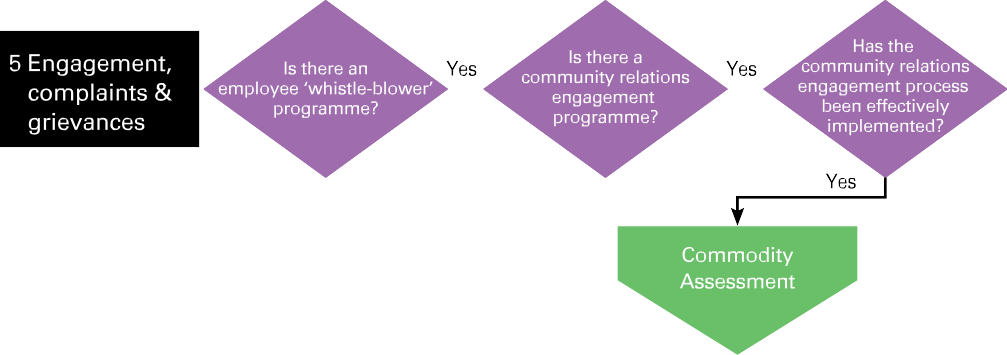 5 Engagement,
complaints &
grievances
Is there an
employee ‘whistle-blower’
programme?
Yes
Is there a
community relations
engagement
programme?
Yes
Has the
community relations
engagement process
been effectively
implemented?
Yes
Commodity
Assessment